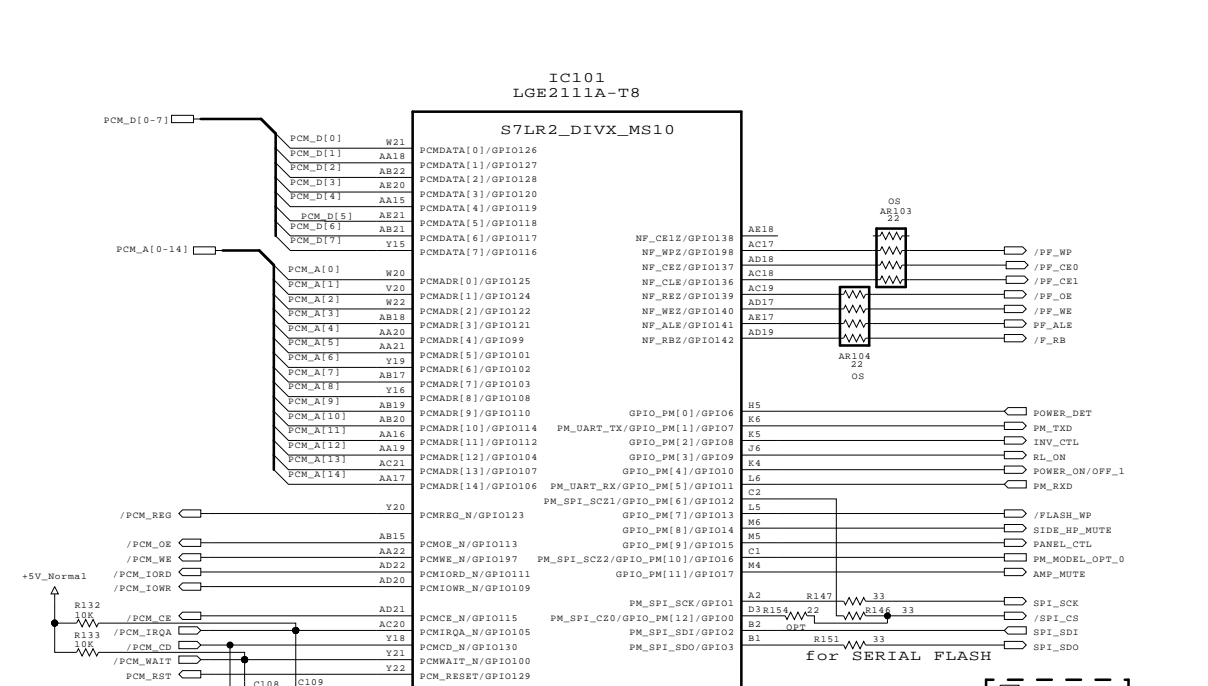 IC101
LGE2111A-T8
S7LR2_DIVX_MS10
PCM_D[0-7]
PCM_D[0] W21 PCMDATA[0]/GPIO126
PCM_D[1] AA18 PCMDATA[1]/GPIO127
PCM_D[2] AB22 PCMDATA[2]/GPIO128
PCM_D[3] AE20 PCMDATA[3]/GPIO120
PCM_D[4] AA15 PCMDATA[4]/GPIO119
PCM_D[5] AE21 PCMDATA[5]/GPIO118
PCM_D[6] AB21 PCMDATA[6]/GPIO117
PCM_D[7] Y15 PCMDATA[7]/GPIO116
PCM_A[0-14]
PCM_A[0] W20 PCMADR[0]/GPIO125
PCM_A[1] V20 PCMADR[1]/GPIO124
PCM_A[2] W22 PCMADR[2]/GPIO122
PCM_A[3] AB18 PCMADR[3]/GPIO121
PCM_A[4] AA20 PCMADR[4]/GPIO99
PCM_A[5] AA21 PCMADR[5]/GPIO101
PCM_A[6] Y19 PCMADR[6]/GPIO102
PCM_A[7] AB17 PCMADR[7]/GPIO103
PCM_A[8] Y16 PCMADR[8]/GPIO108
PCM_A[9] AB19 PCMADR[9]/GPIO110
PCM_A[10] AB20 PCMADR[10]/GPIO114
PCM_A[11] AA16 PCMADR[11]/GPIO112
PCM_A[12] AA19 PCMADR[12]/GPIO104
PCM_A[13] AC21 PCMADR[13]/GPIO107
PCM_A[14] AA17 PCMADR[14]/GPIO106
/PCM_REG Y20 PCMREG_N/GPIO123
/PCM_OE AB15 PCMOE_N/GPIO113
/PCM_WE AA22 PCMWE_N/GPIO197
/PCM_IORD AD22 PCMIORD_N/GPIO111
/PCM_IOWR AD20 PCMIOWR_N/GPIO109
+5V_Normal
R132
10K
R133
10K
/PCM_CE AD21 PCMCE_N/GPIO115
/PCM_IRQA AC20 PCMIRQA_N/GPIO105
/PCM_CD Y18 PCMCD_N/GPIO130
/PCM_WAIT Y21 PCMWAIT_N/GPIO100
PCM_RST Y22 PCM_RESET/GPIO129
C108
C109
OS
AR103
22
NF_CE1Z/GPIO138 AE18
NF_WPZ/GPIO198 AC17 /PF_WP
NF_CEZ/GPIO137 AD18 /PF_CE0
NF_CLE/GPIO136 AC18 /PF_CE1
NF_REZ/GPIO139 AC19 /PF_OE
NF_WEZ/GPIO140 AD17 /PF_WE
NF_ALE/GPIO141 AE17 PF_ALE
NF_RBZ/GPIO142 AD19 /F_RB
AR104
22
OS
GPIO_PM[0]/GPIO6 H5 POWER_DET
PM_UART_TX/GPIO_PM[1]/GPIO7 K6 PM_TXD
GPIO_PM[2]/GPIO8 K5 INV_CTL
GPIO_PM[3]/GPIO9 J6 RL_ON
GPIO_PM[4]/GPIO10 K4 POWER_ON/OFF_1
PM_UART_RX/GPIO_PM[5]/GPIO11 L6 PM_RXD
PM_SPI_SCZ1/GPIO_PM[6]/GPIO12 C2
GPIO_PM[7]/GPIO13 L5 /FLASH_WP
GPIO_PM[8]/GPIO14 M6 SIDE_HP_MUTE
GPIO_PM[9]/GPIO15 M5 PANEL_CTL
PM_SPI_SCZ2/GPIO_PM[10]/GPIO16 C1 PM_MODEL_OPT_0
GPIO_PM[11]/GPIO17 M4 AMP_MUTE
PM_SPI_SCK/GPIO1 A2 R147 33 SPI_SCK
PM_SPI_CZ0/GPIO_PM[12]/GPIO0 D3 R154 22 R146 33 /SPI_CS
OPT
PM_SPI_SDI/GPIO2 B2 SPI_SDI
PM_SPI_SDO/GPIO3 B1 R151 33 SPI_SDO
for SERIAL FLASH